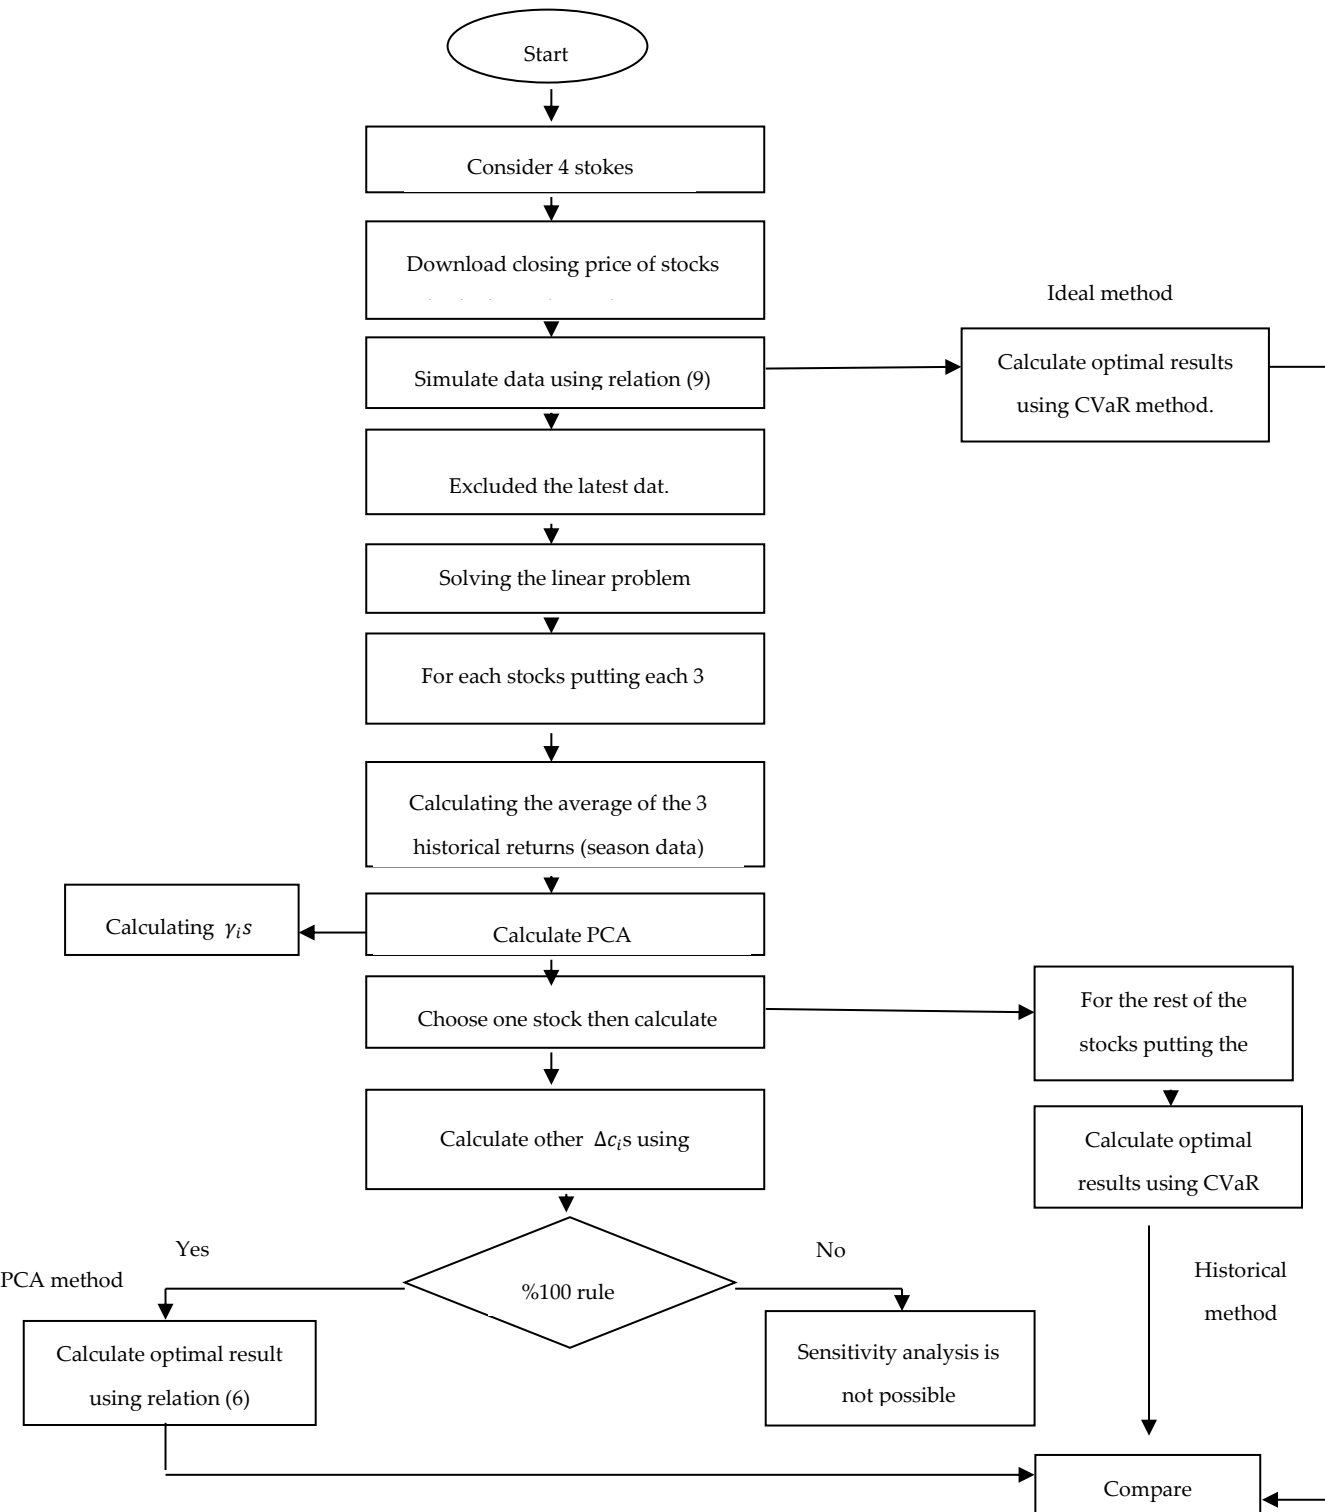 Start
Consider 4 stokes
Download closing price of stocks
Ideal method
Simulate data using relation (9)
Calculate optimal results
using CVaR method.
Excluded the latest dat.
Solving the linear problem
For each stocks putting each 3
Calculating the average of the 3
historical returns (season data)
Calculating γᵢs
Calculate PCA
Choose one stock then calculate
For the rest of the
stocks putting the
Calculate other Δcᵢs using
Calculate optimal
results using CVaR
Yes
No
PCA method
%100 rule
Historical
method
Calculate optimal result
using relation (6)
Sensitivity analysis is
not possible
Compare